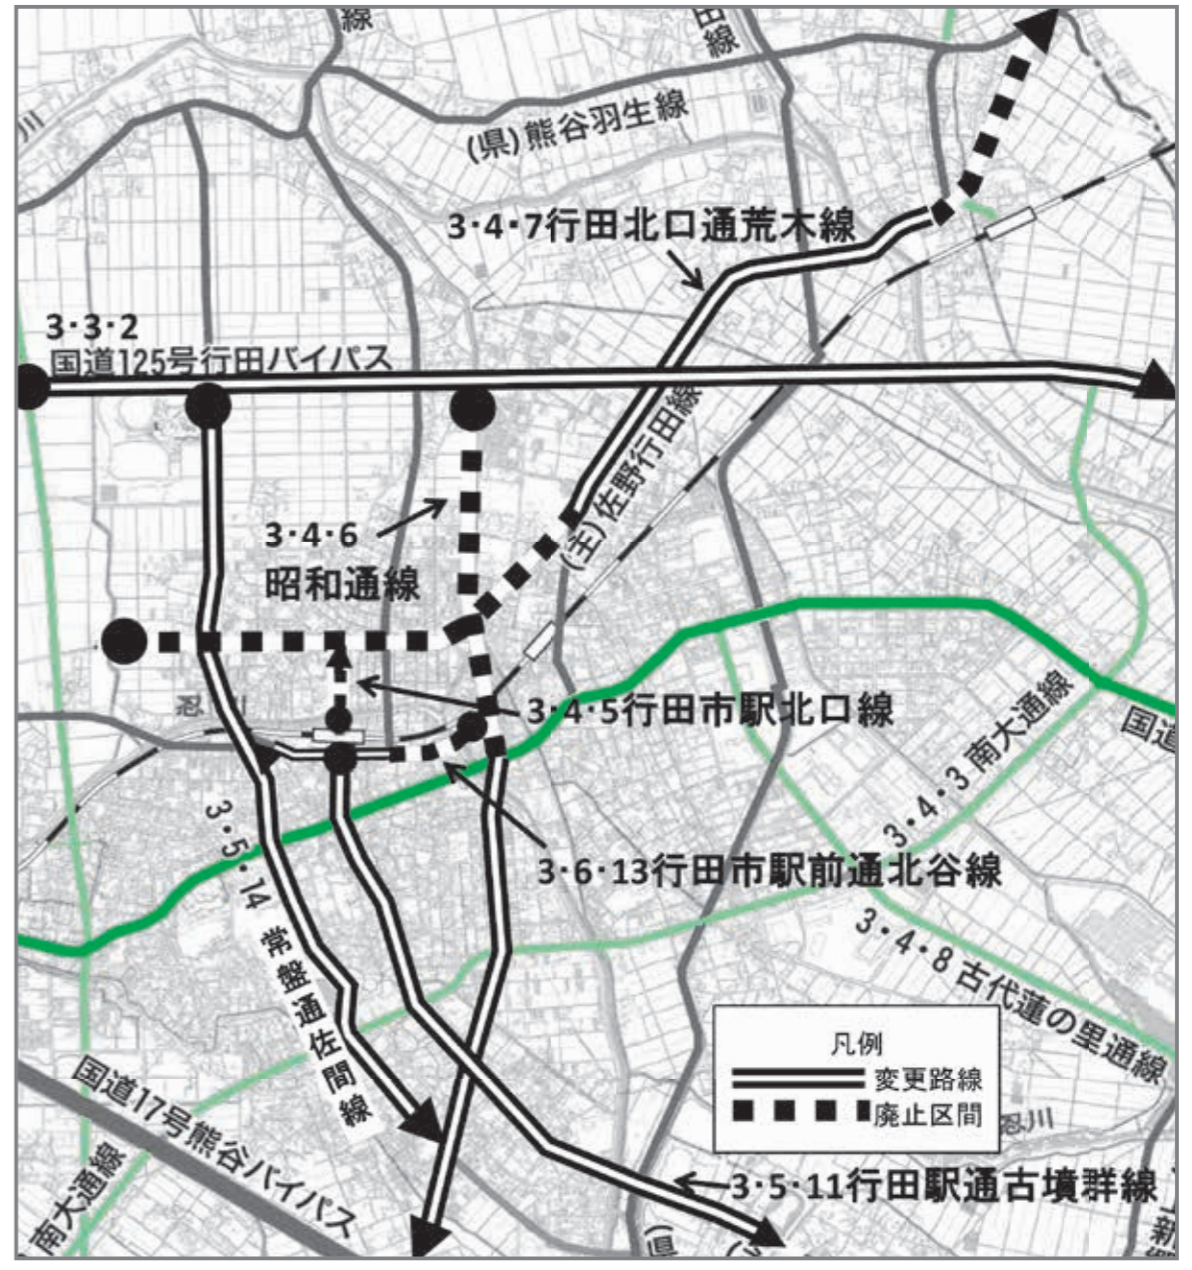 線
田線
川
(県)熊谷羽生線
3・4・7行田北口通荒木線
3・3・2
国道125号行田バイパス
(主)佐野行田線
3・4・6
昭和通線
3・4・5行田市駅北口線
国道
3・4・3 南大通線
3・5・14 常盤通佐間線
3・6・13行田市駅前通北谷線
3・4・8 古代蓮の里通線
凡例
変更路線
廃止区間
忍川
国道17号熊谷バイパス
南大通線
3・5・11行田駅通古墳群線
(県)